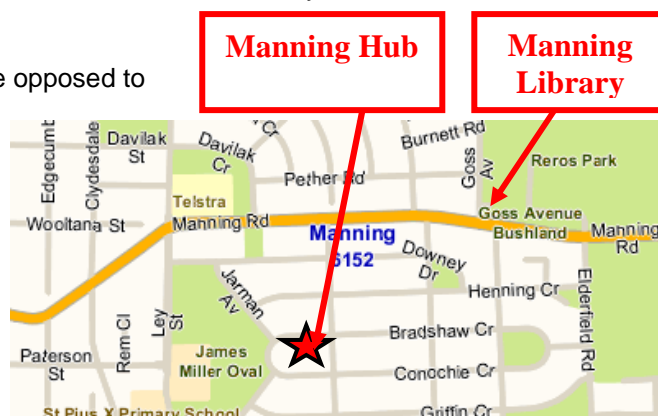 e opposed to
Manning Hub
Manning
Library
Edgecumb
Clydesdale
Davilak
St
Davilak
Cr
Cr
Burnett Rd
Goss
Av
Reros Park
Pether Rd
Telstra
Wooltana St
Manning Rd
Manning
6152
Goss Avenue
Bushland
Manning
Rd
Downey
Dr
Jarman
Av
Henning Cr
Elderfield Rd
Paterson
St
Rem Cl
Ley
St
James
Miller Oval
Bradshaw Cr
Conochie Cr
St Pius X Primary School
Griffin Cr